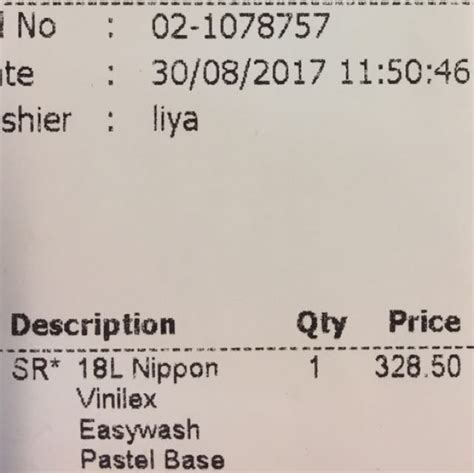 No : 02-1078757
ate : 30/08/2017 11:50:46
shier : liya
Description Qty Price
SR* 18L Nippon 1 328.50
Vinilex
Easywash
Pastel Base